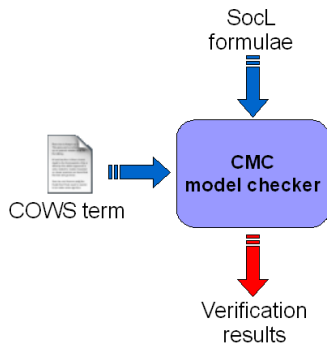 SocL
formulae
CMC
model checker
COWS term
Verification
results